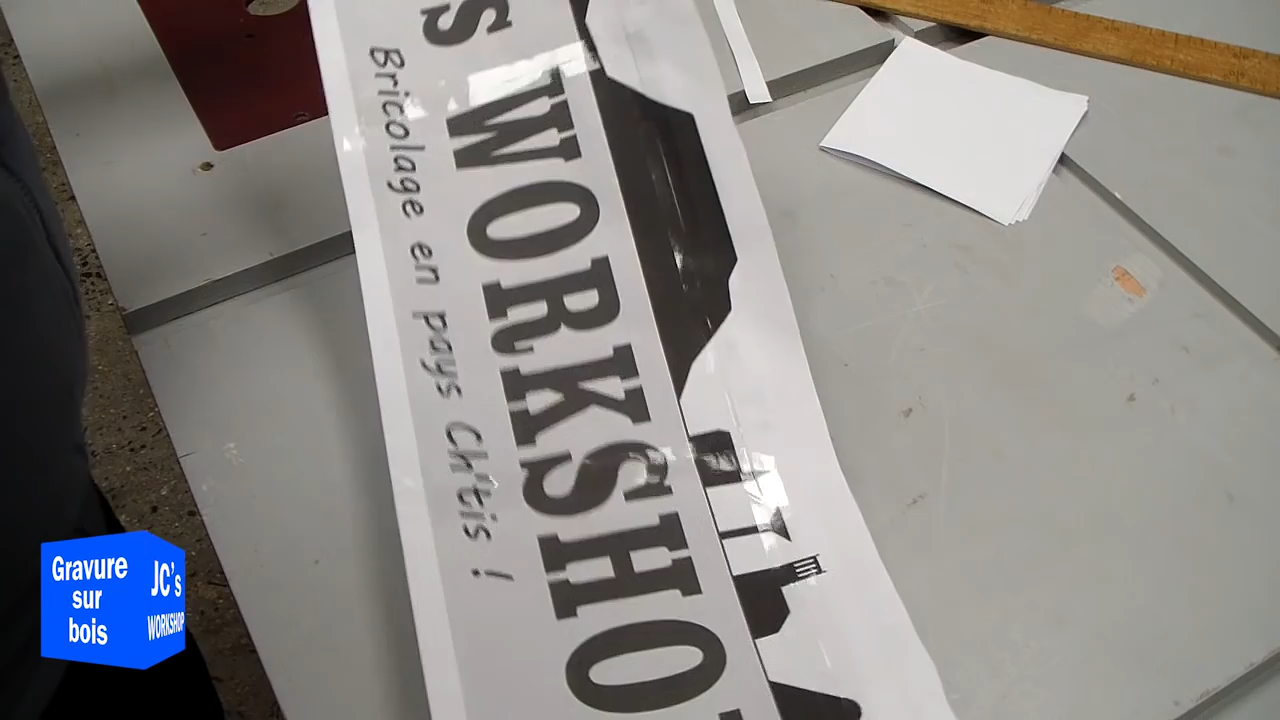 S WORKSHO
Bricolage en pays Ch'tis !
Gravure
sur
bois
JC's
WORKSHOP